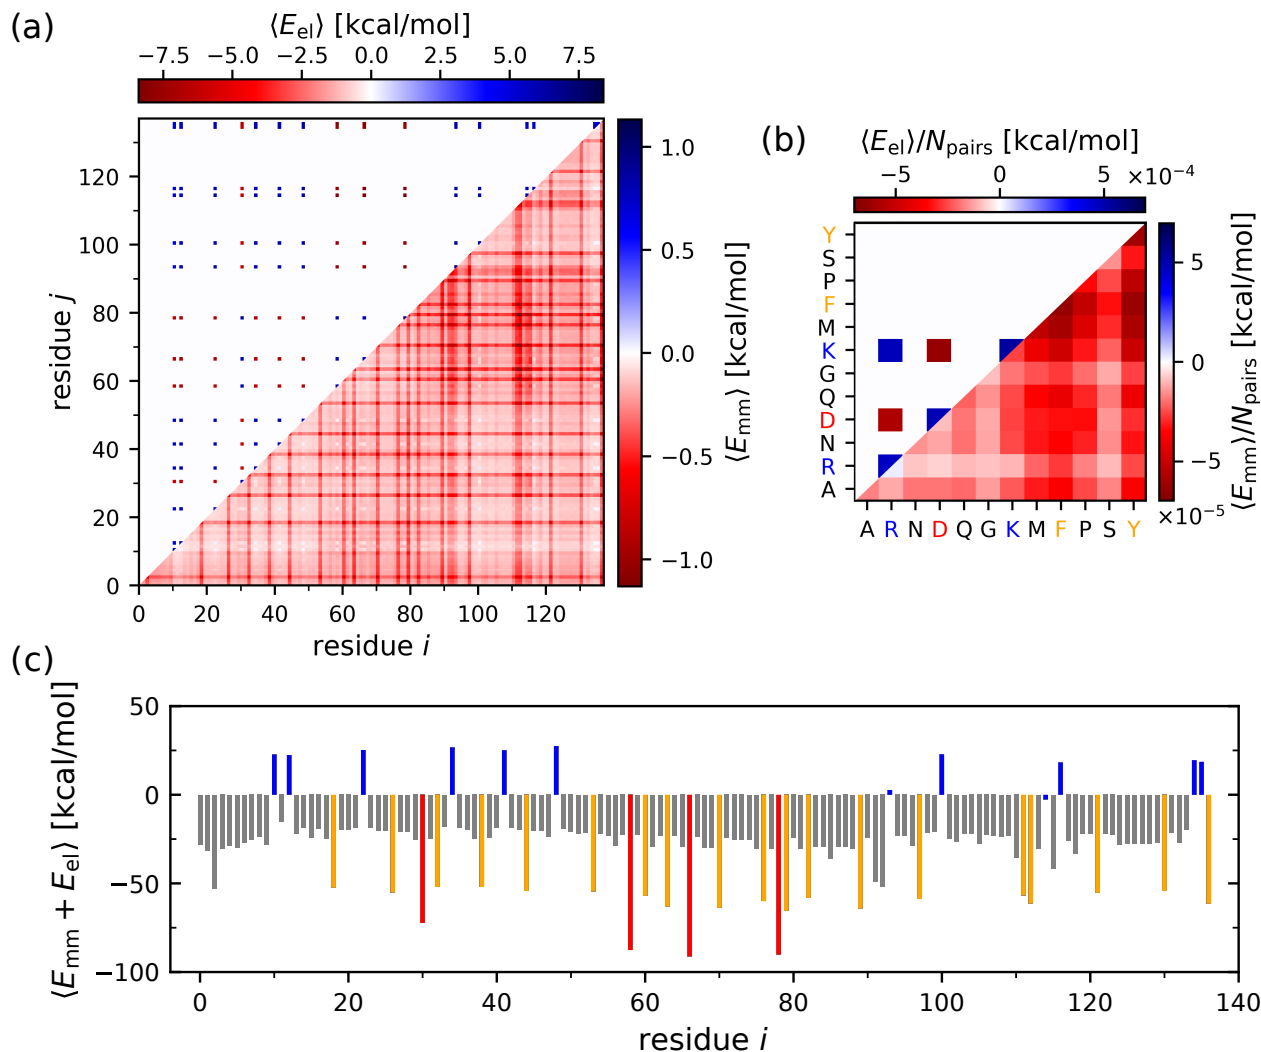 (a)
⟨E_el⟩ [kcal/mol]
−7.5 −5.0 −2.5 0.0 2.5 5.0 7.5
120
100
80
60
40
20
0
residue j
0 20 40 60 80 100 120
residue i
1.0
0.5
0.0
−0.5
−1.0
⟨E_mm⟩ [kcal/mol]
(b)
⟨E_el⟩/N_pairs [kcal/mol]
−5 0 5 ×10⁻⁴
Y
S
P
F
M
K
G
Q
D
N
R
A
A R N D Q G K M F P S Y
5
0
−5
×10⁻⁵
⟨E_mm⟩/N_pairs [kcal/mol]
(c)
⟨E_mm + E_el⟩ [kcal/mol]
50
0
−50
−100
0 20 40 60 80 100 120 140
residue i